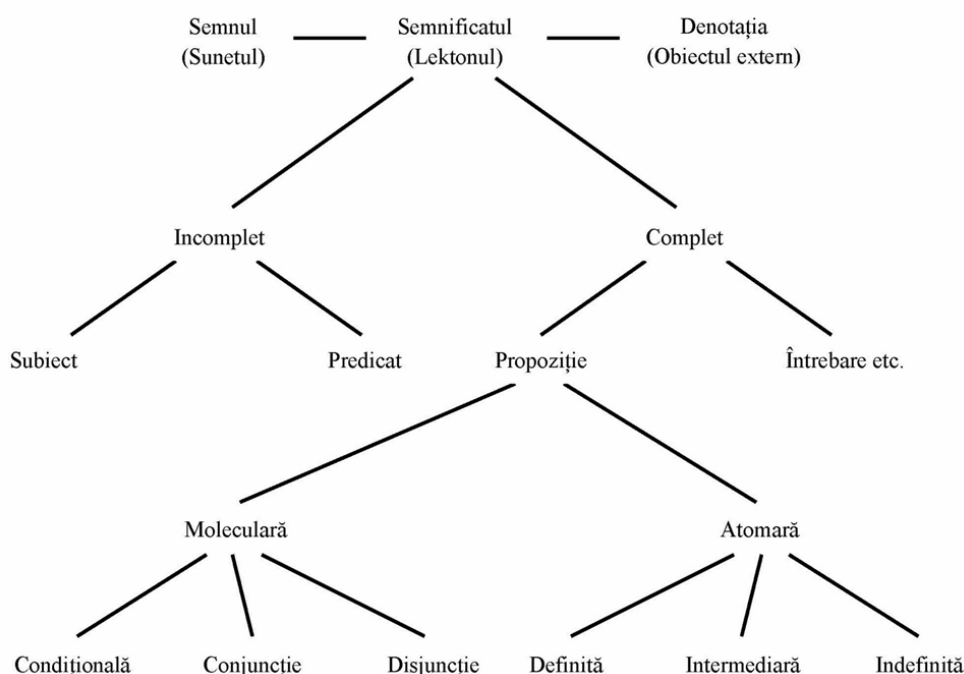 Semnul
(Sunetul)
Semnificatul
(Lektonul)
Denotația
(Obiectul extern)
Incomplet
Complet
Subiect
Predicat
Propoziție
Întrebare etc.
Moleculară
Atomară
Condițională
Conjuncție
Disjuncție
Definită
Intermediară
Indefinită